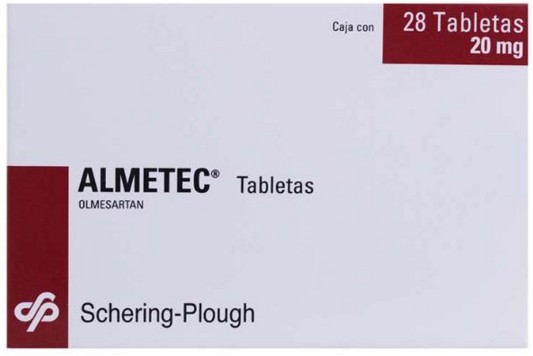 Caja con 28 Tabletas
20 mg
ALMETEC® Tabletas
OLMESARTAN
Schering-Plough